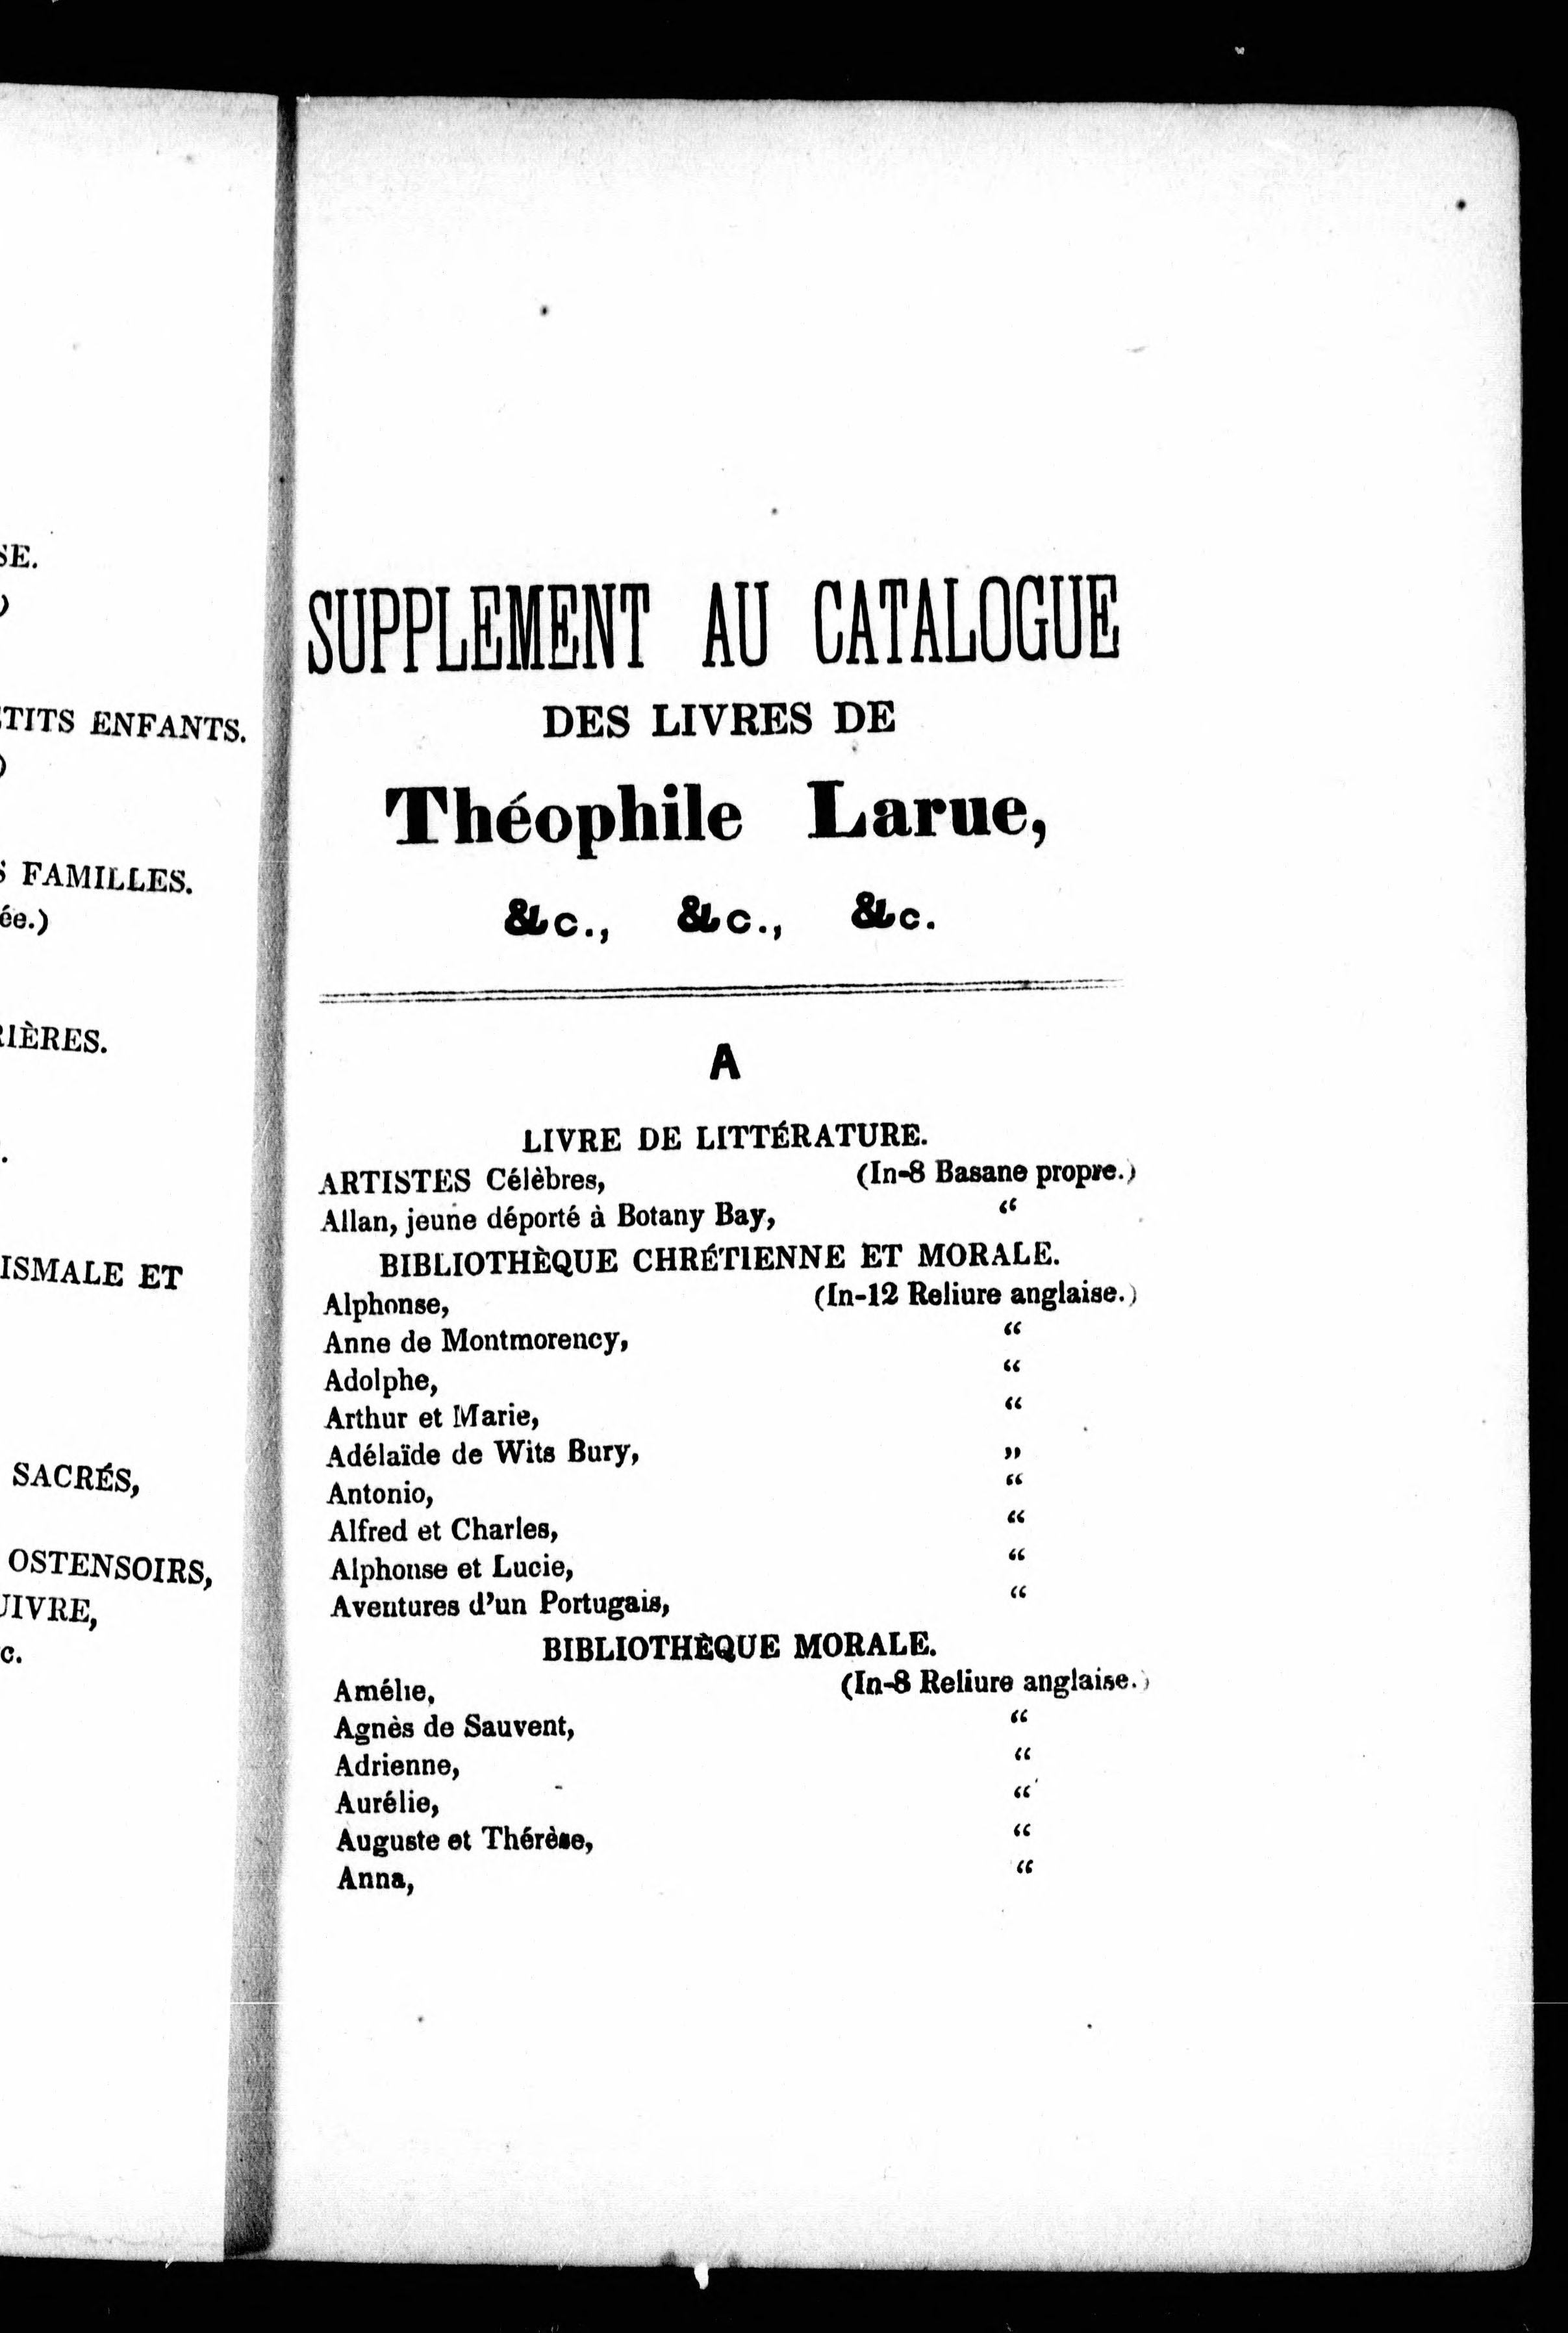 SE.
)
TITS ENFANTS.
)
S FAMILLES.
ée.)
IÈRES.
.
ISMALE ET
SACRÉS,
OSTENSOIRS,
UIVRE,
c.
SUPPLEMENT AU CATALOGUE
DES LIVRES DE
Théophile Larue,
&c., &c., &c.
A
LIVRE DE LITTÉRATURE.
ARTISTES Célèbres, (In-8 Basane propre.)
Allan, jeune déporté à Botany Bay, “
BIBLIOTHÈQUE CHRÉTIENNE ET MORALE.
Alphonse, (In-12 Reliure anglaise.)
Anne de Montmorency, “
Adolphe, “
Arthur et Marie, “
Adélaïde de Wits Bury, ”
Antonio, “
Alfred et Charles, “
Alphonse et Lucie, “
Aventures d’un Portugais, “
BIBLIOTHÈQUE MORALE.
Amélie, (In-8 Reliure anglaise.)
Agnès de Sauvent, “
Adrienne, “
Aurélie, “
Auguste et Thérèse, “
Anna, “